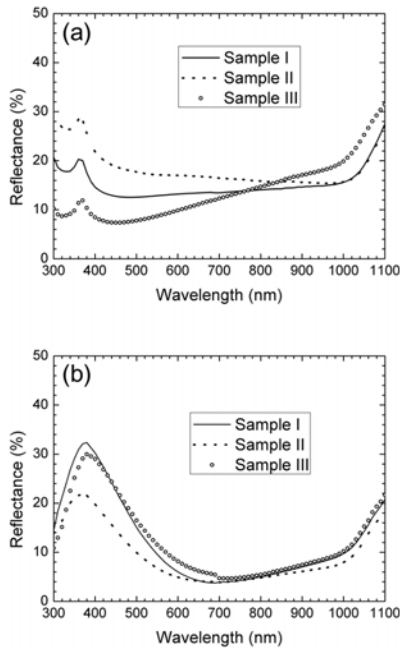 (a)
Sample I
Sample II
Sample III
Reflectance (%)
50
40
30
20
10
0
300 400 500 600 700 800 900 1000 1100
Wavelength (nm)
(b)
Sample I
Sample II
Sample III
Reflectance (%)
50
40
30
20
10
0
300 400 500 600 700 800 900 1000 1100
Wavelength (nm)